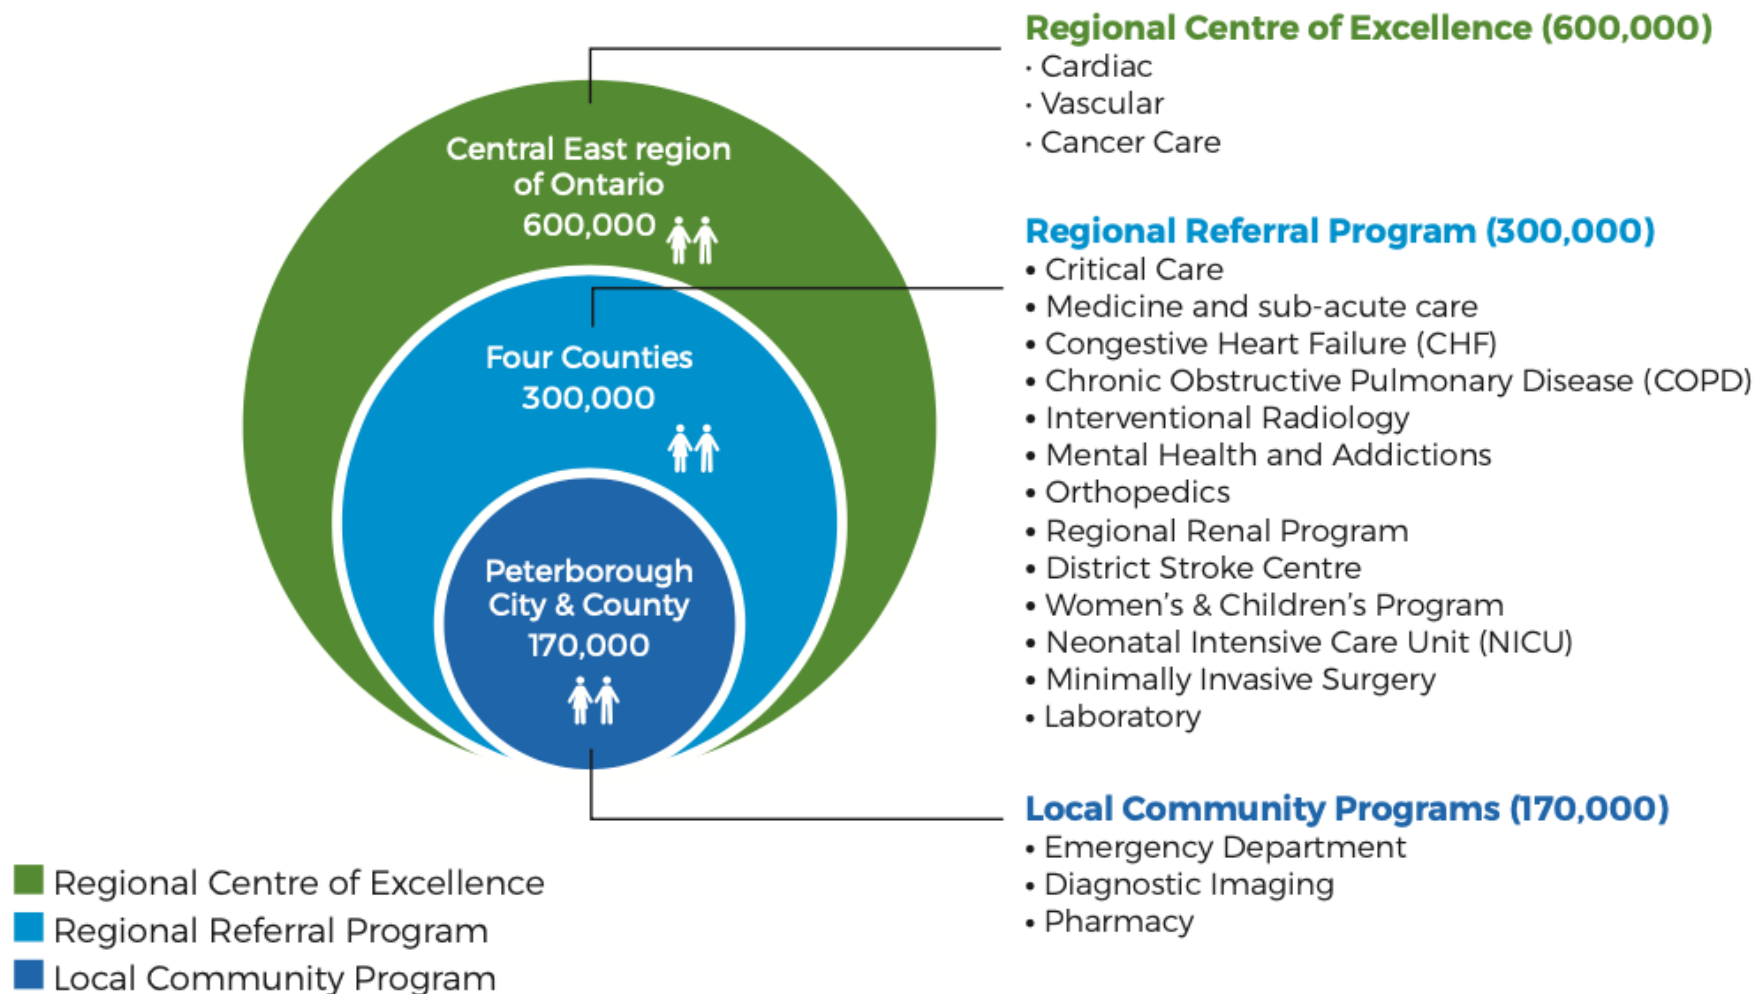 Central East region
of Ontario
600,000
Four Counties
300,000
Peterborough
City & County
170,000
Regional Centre of Excellence (600,000)
· Cardiac
· Vascular
· Cancer Care
Regional Referral Program (300,000)
• Critical Care
• Medicine and sub-acute care
• Congestive Heart Failure (CHF)
• Chronic Obstructive Pulmonary Disease (COPD)
• Interventional Radiology
• Mental Health and Addictions
• Orthopedics
• Regional Renal Program
• District Stroke Centre
• Women's & Children's Program
• Neonatal Intensive Care Unit (NICU)
• Minimally Invasive Surgery
• Laboratory
Local Community Programs (170,000)
• Emergency Department
• Diagnostic Imaging
• Pharmacy
Regional Centre of Excellence
Regional Referral Program
Local Community Program